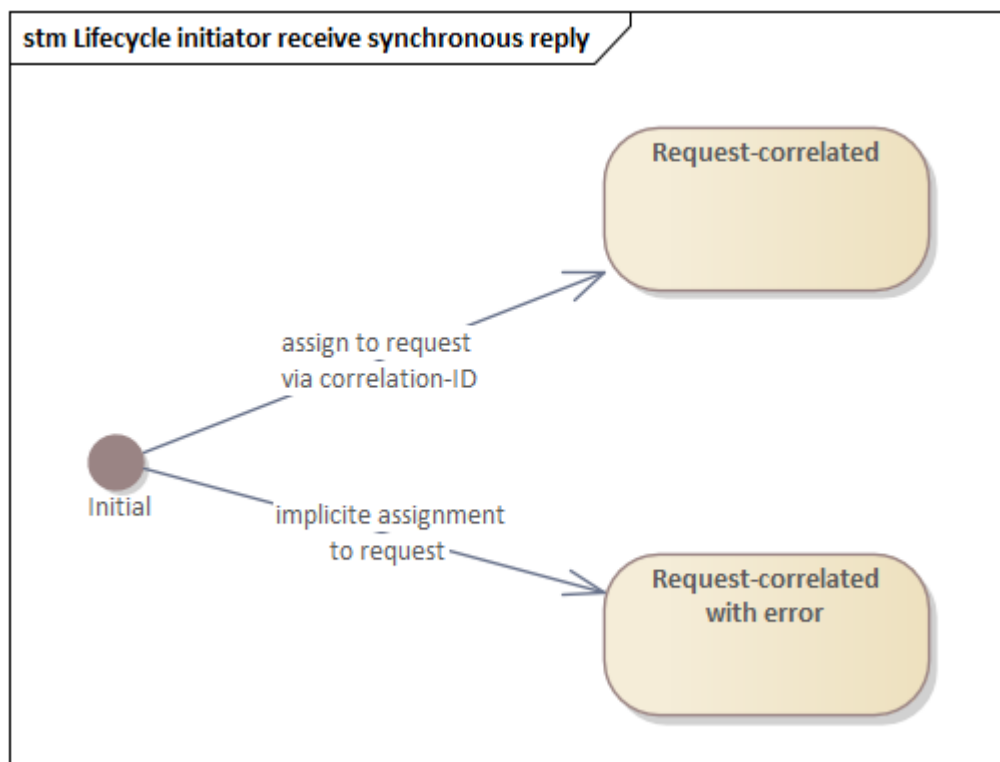 stm Lifecycle initiator receive synchronous reply
Request-correlated
assign to request
via correlation-ID
Initial
implicite assignment
to request
Request-correlated
with error